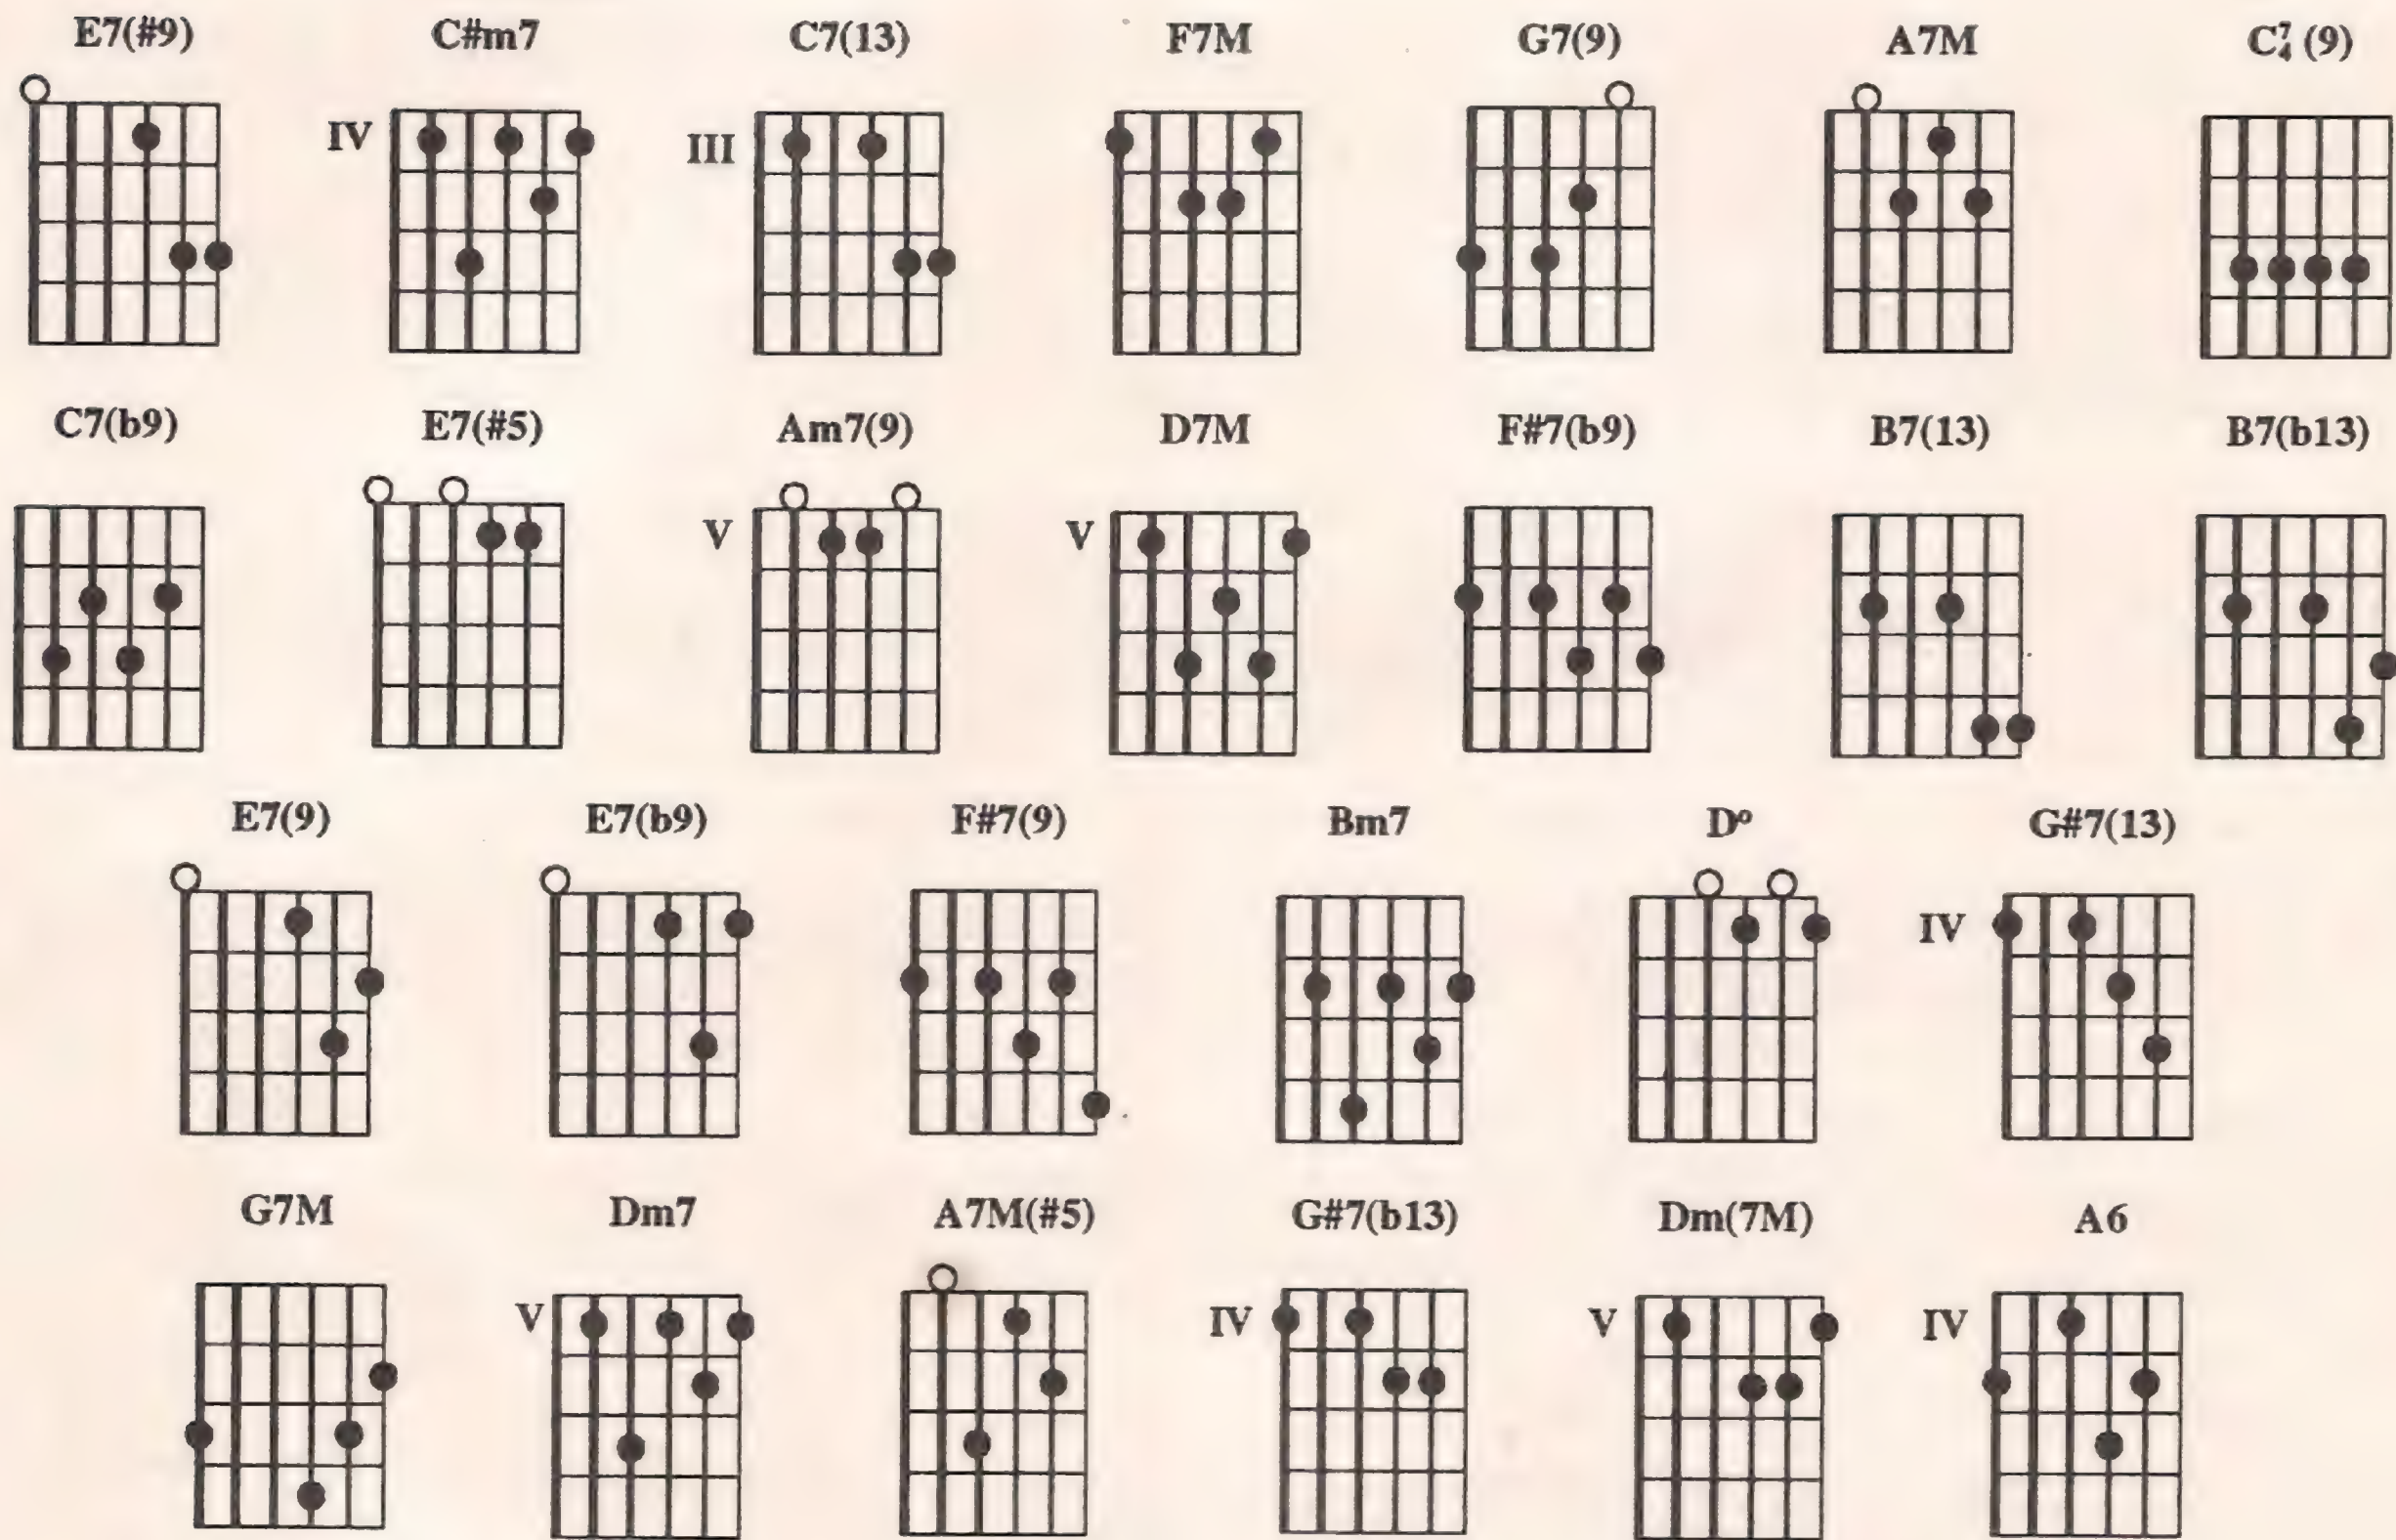 E7(#9) C#m7 C7(13) F7M G7(9) A7M C⁷₄ (9)
IV III
C7(b9) E7(#5) Am7(9) D7M F#7(b9) B7(13) B7(b13)
V V
E7(9) E7(b9) F#7(9) Bm7 Dº G#7(13)
IV
G7M Dm7 A7M(#5) G#7(b13) Dm(7M) A6
V IV V IV